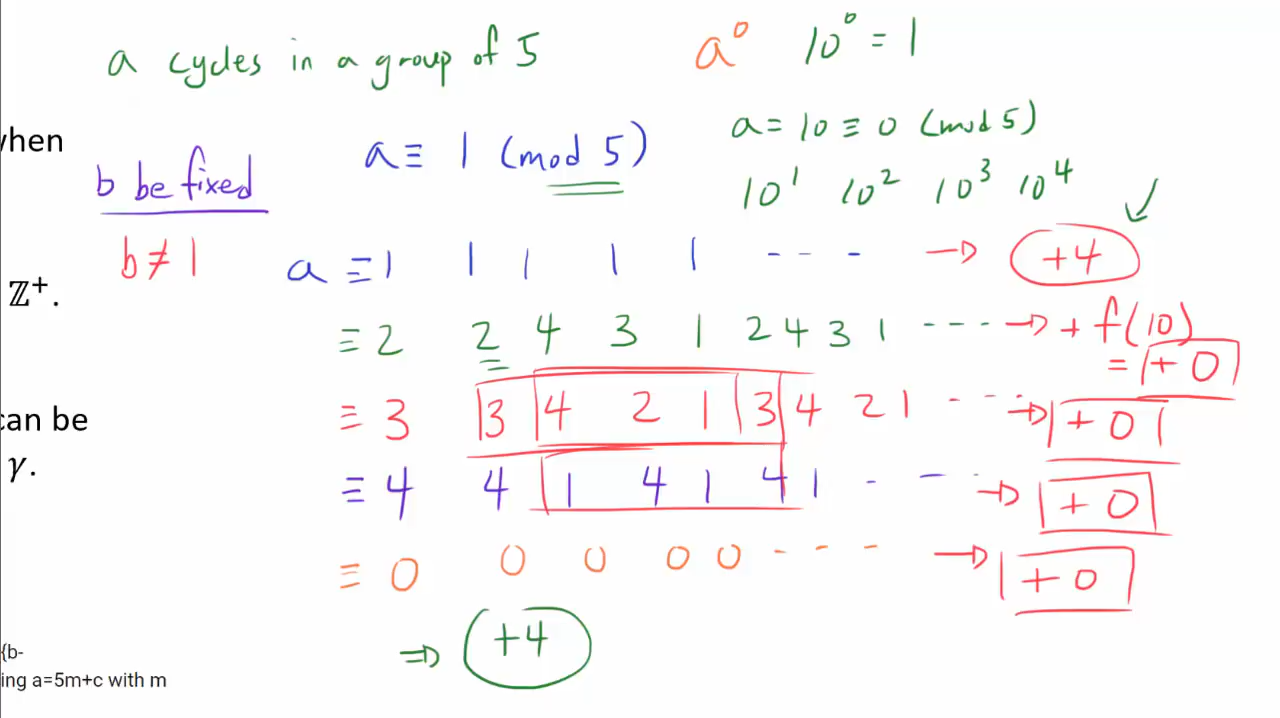 a cycles in a group of 5
a⁰ 10⁰ = 1
when
b be fixed
a ≡ 1 (mod 5)
a = 10 ≡ 0 (mod 5)
10¹ 10² 10³ 10⁴
b ≠ 1
a ≡ 1 1 1 1 1 - - - → +4
ℤ⁺.
≡ 2 2 4 3 1 2 4 3 1 - - - - → + f(10)
= + 0
≡ 3 3 4 2 1 3 4 2 1 - - - → + 0
can be
γ.
≡ 4 4 1 4 1 4 1 - - - → + 0
≡ 0 0 0 0 0 - - - → + 0
⇒ +4
{b-
ing a=5m+c with m